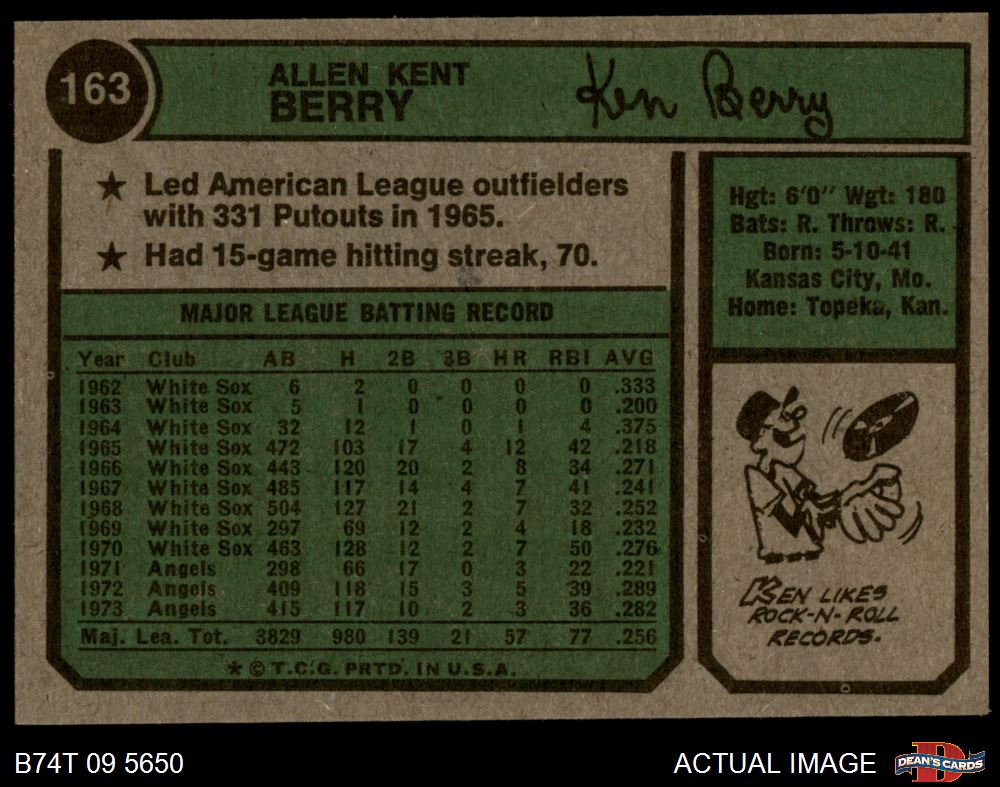 163
ALLEN KENT
BERRY
Ken Berry
★ Led American League outfielders
with 331 Putouts in 1965.
★ Had 15-game hitting streak, 70.
MAJOR LEAGUE BATTING RECORD
Year Club AB H 2B 3B HR RBI AVG
1962 White Sox 6 2 0 0 0 0 .333
1963 White Sox 5 1 0 0 0 0 .200
1964 White Sox 32 12 1 0 1 4 .375
1965 White Sox 472 103 17 4 12 42 .218
1966 White Sox 443 120 20 2 8 34 .271
1967 White Sox 485 117 14 4 7 41 .241
1968 White Sox 504 127 21 2 7 32 .252
1969 White Sox 297 69 12 2 4 18 .232
1970 White Sox 463 128 12 2 7 50 .276
1971 Angels 298 66 17 0 3 22 .221
1972 Angels 409 118 15 3 5 39 .289
1973 Angels 415 117 10 2 3 36 .282
Maj. Lea. Tot. 3829 980 139 21 57 77 .256
* © T.C.G. PRTD. IN U.S.A.
Hgt: 6'0" Wgt: 180
Bats: R. Throws: R.
Born: 5-10-41
Kansas City, Mo.
Home: Topeka, Kan.
KEN LIKES
ROCK-N-ROLL
RECORDS.
B74T 09 5650
ACTUAL IMAGE
DEAN'S CARDS